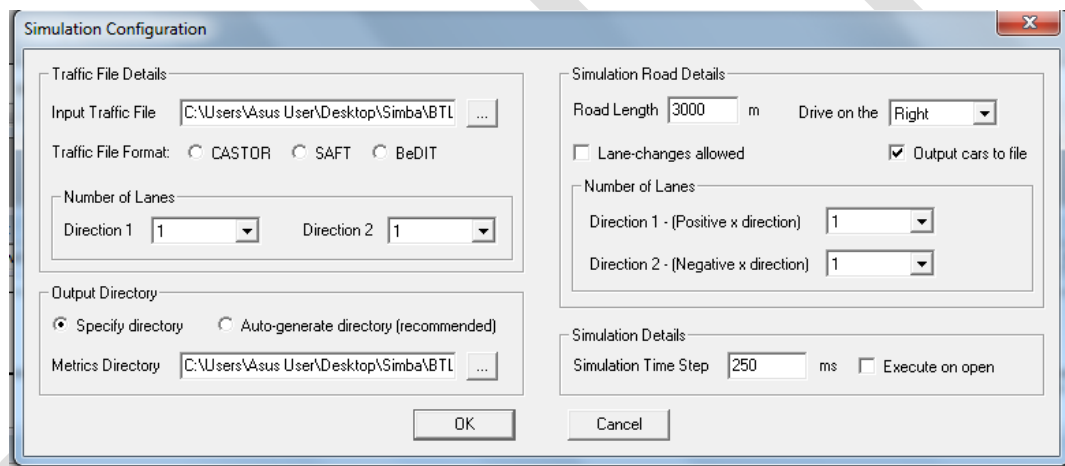 Simulation Configuration
Traffic File Details
Input Traffic File C:\Users\Asus User\Desktop\Simba\BTL ...
Traffic File Format: CASTOR SAFT BeDIT
Number of Lanes
Direction 1 1 Direction 2 1
Output Directory
Specify directory Auto-generate directory (recommended)
Metrics Directory C:\Users\Asus User\Desktop\Simba\BTL ...
Simulation Road Details
Road Length 3000 m Drive on the Right
Lane-changes allowed Output cars to file
Number of Lanes
Direction 1 - (Positive x direction) 1
Direction 2 - (Negative x direction) 1
Simulation Details
Simulation Time Step 250 ms Execute on open
OK Cancel